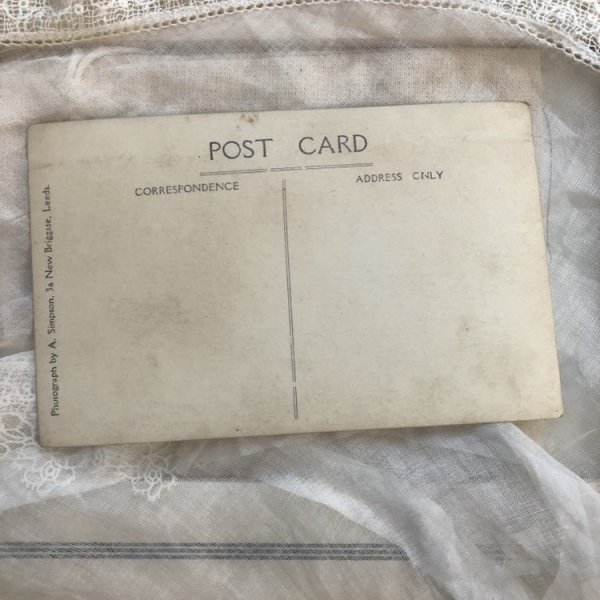 POST CARD
CORRESPONDENCE
ADDRESS CNLY
Photograph by A. Simpson, 3a New Briggate, Leeds.